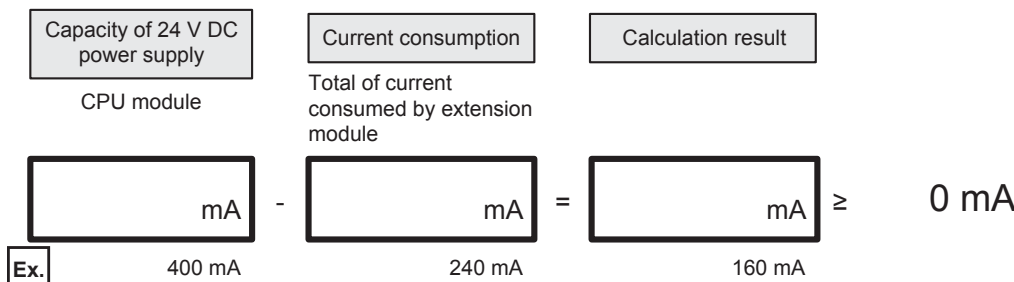 Capacity of 24 V DC
power supply
Current consumption
Calculation result
CPU module
Total of current
consumed by extension
module
mA - mA = mA ≥ 0 mA
Ex. 400 mA 240 mA 160 mA